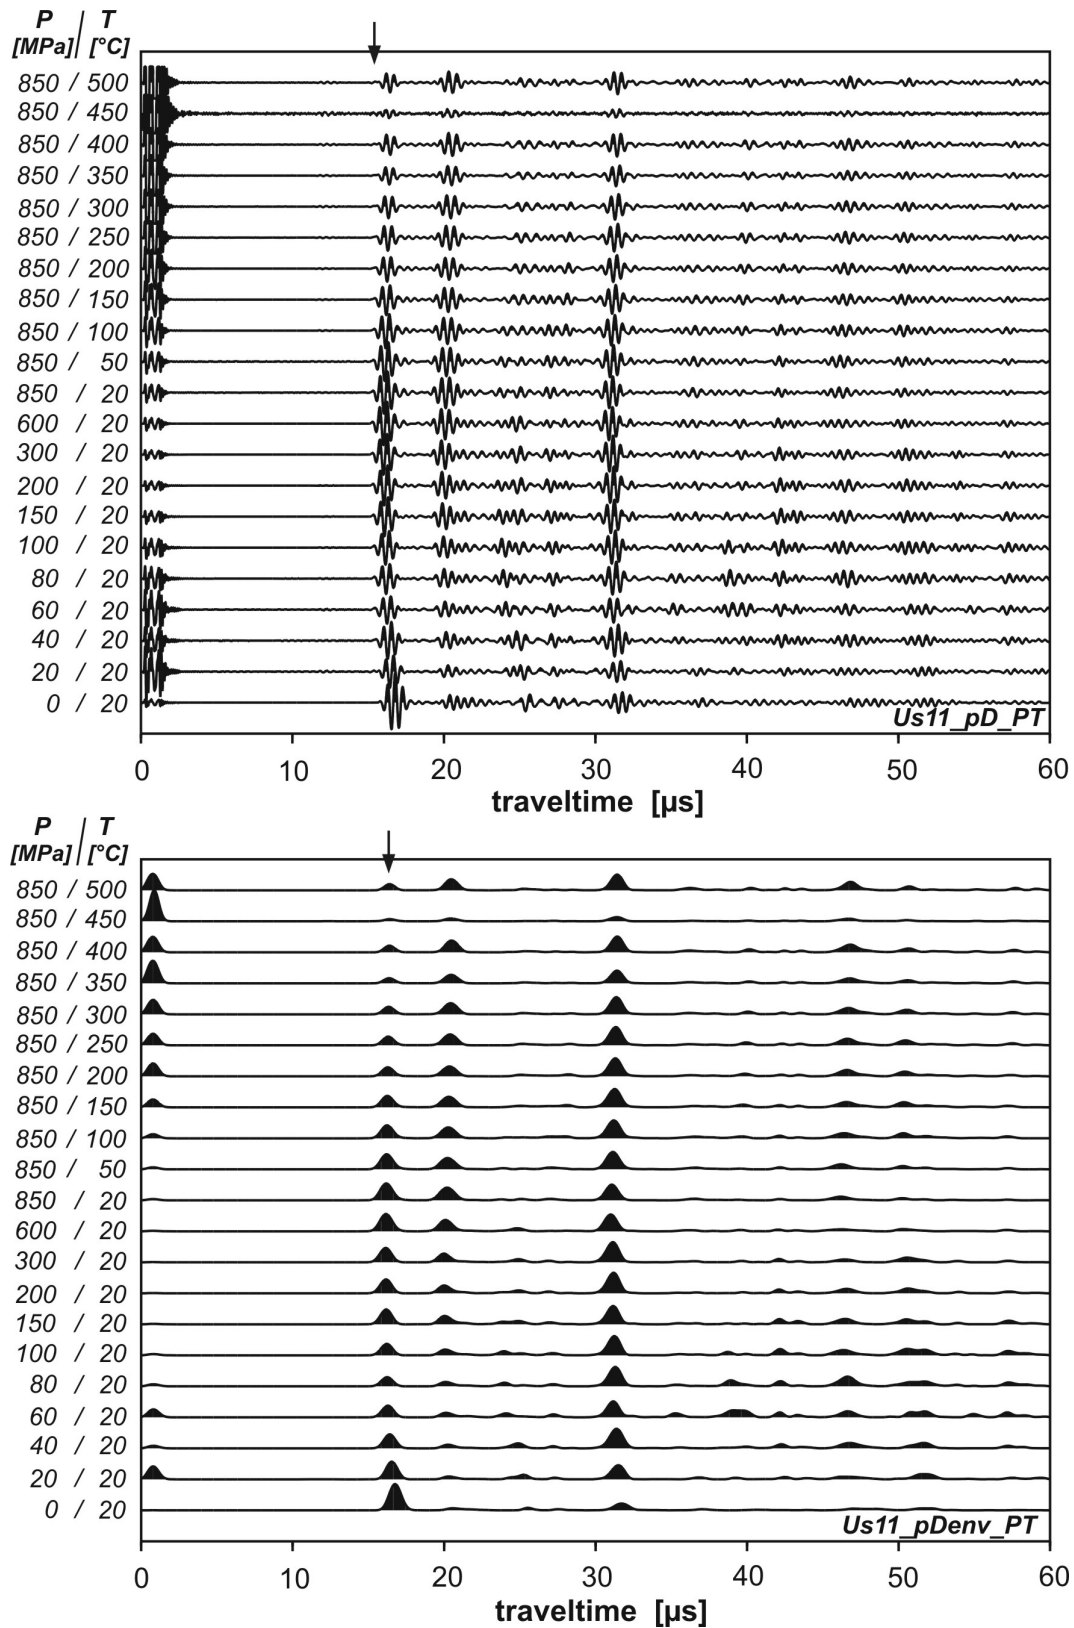 P / T
[MPa] / [°C]
850 / 500
850 / 450
850 / 400
850 / 350
850 / 300
850 / 250
850 / 200
850 / 150
850 / 100
850 / 50
850 / 20
600 / 20
300 / 20
200 / 20
150 / 20
100 / 20
80 / 20
60 / 20
40 / 20
20 / 20
0 / 20
Us11_pD_PT
0 10 20 30 40 50 60
traveltime [µs]
P / T
[MPa] / [°C]
850 / 500
850 / 450
850 / 400
850 / 350
850 / 300
850 / 250
850 / 200
850 / 150
850 / 100
850 / 50
850 / 20
600 / 20
300 / 20
200 / 20
150 / 20
100 / 20
80 / 20
60 / 20
40 / 20
20 / 20
0 / 20
Us11_pDenv_PT
0 10 20 30 40 50 60
traveltime [µs]